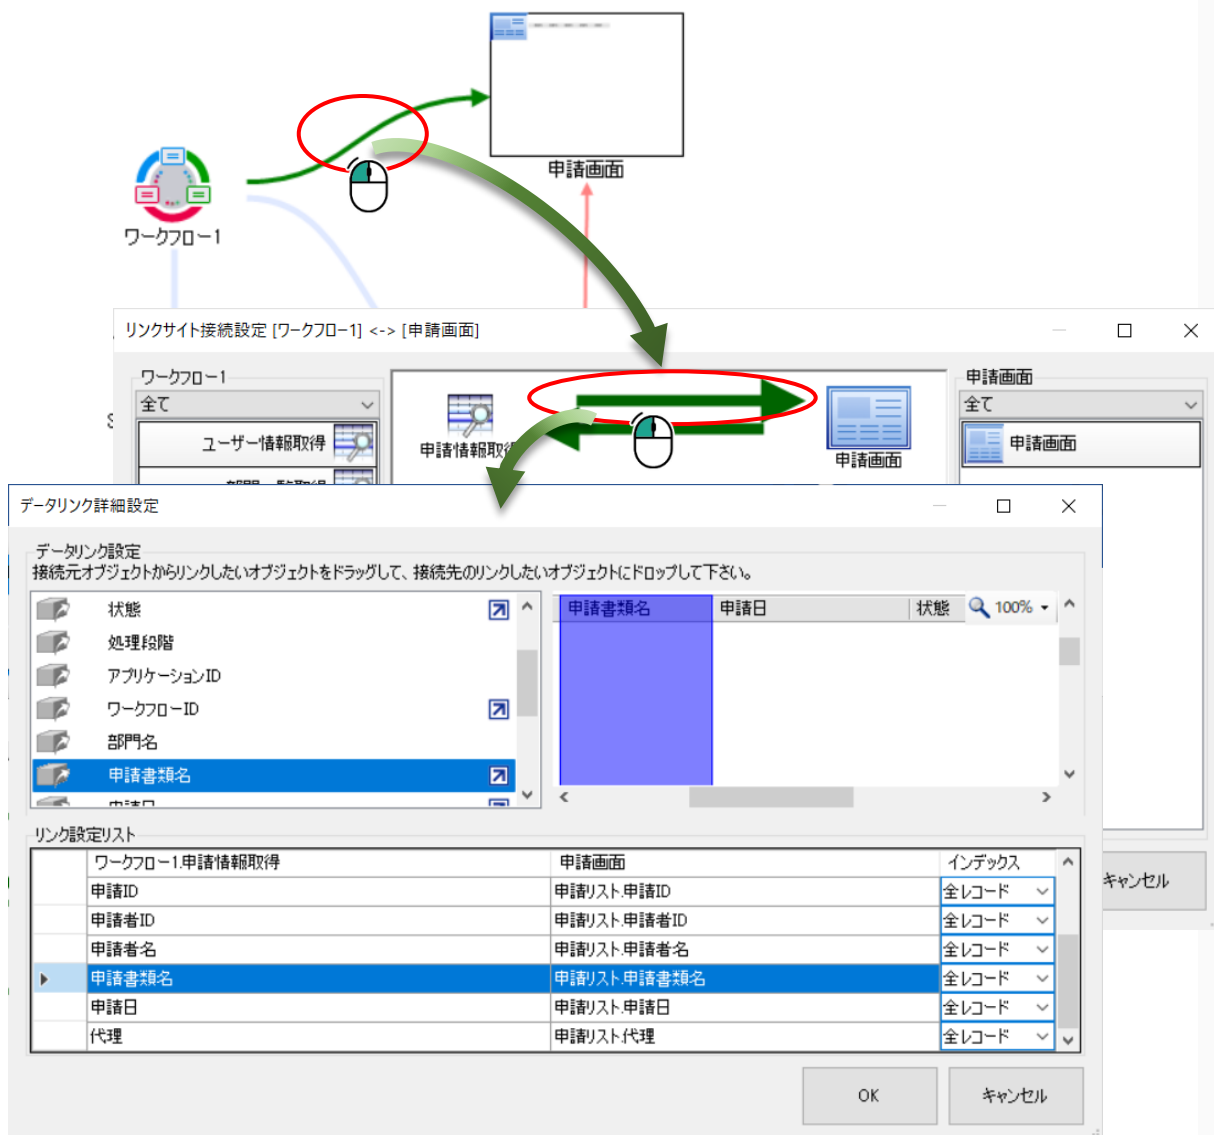 申請画面
ワークフロー1
リンクサイト接続設定 [ワークフロー1] <-> [申請画面]
ワークフロー1
全て
ユーザー情報取得
申請情報取得
申請画面
申請画面
全て
申請画面
キャンセル
データリンク詳細設定
データリンク設定
接続元オブジェクトからリンクしたいオブジェクトをドラッグして、接続先のリンクしたいオブジェクトにドロップして下さい。
状態
処理段階
アプリケーションID
ワークフローID
部門名
申請書類名
申請日
申請書類名 申請日 状態 100%
リンク設定リスト
ワークフロー1.申請情報取得 申請画面 インデックス
申請ID 申請リスト.申請ID 全レコード
申請者ID 申請リスト.申請者ID 全レコード
申請者名 申請リスト.申請者名 全レコード
申請書類名 申請リスト.申請書類名 全レコード
申請日 申請リスト.申請日 全レコード
代理 申請リスト.代理 全レコード
OK キャンセル